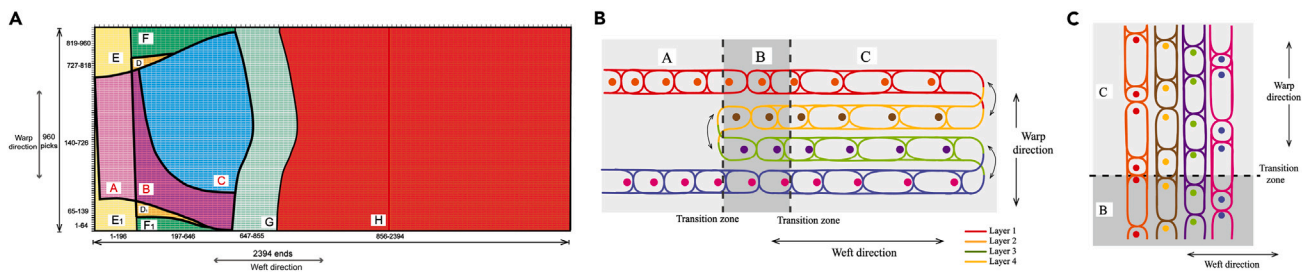 A
819-960
727-818
Warp
direction
960
picks
140-726
65-139
1-64
E
F
D
A
B
C
D₁
E₁
F₁
G
H
1-196
197-646
647-855
856-2394
2394 ends
Weft direction
B
A
B
C
Warp
direction
Transition zone
Transition zone
Weft direction
Layer 1
Layer 2
Layer 3
Layer 4
C
C
B
Warp
direction
Transition
zone
Weft direction